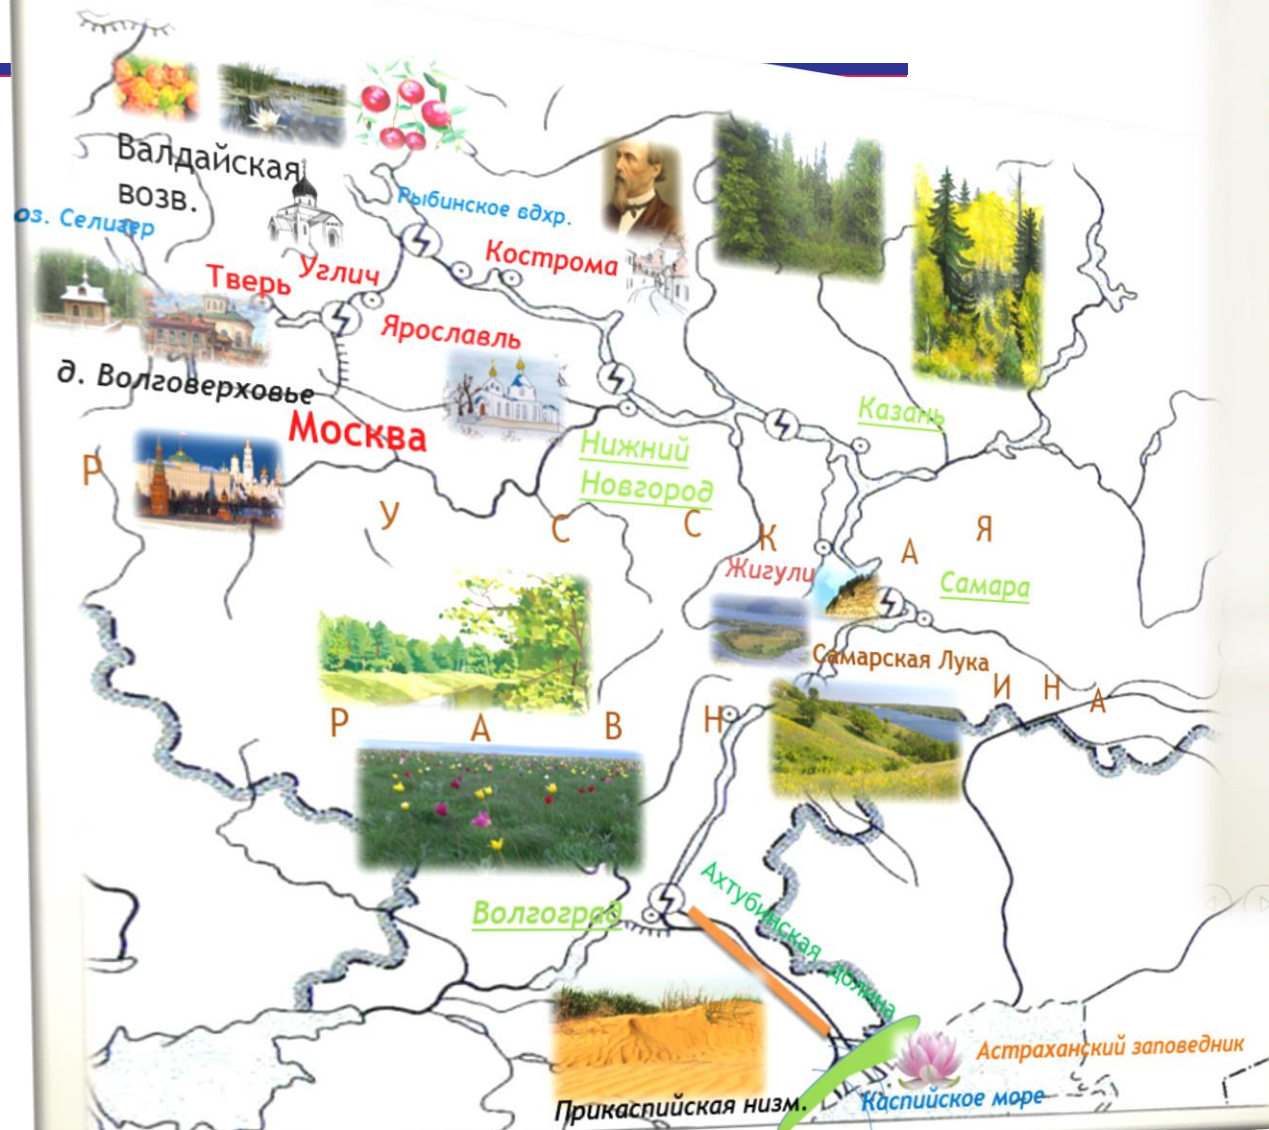 Валдайская
возв.
оз. Селигер
Рыбинское вдхр.
Углич
Тверь
Кострома
Ярославль
д. Волговерховье
Москва
Казань
Нижний
Новгород
Р У С С К А Я
Жигули
Самара
Самарская Лука
Р А В Н И Н А
Ахтубинская долина
Волгоград
Астраханский заповедник
Каспийское море
Прикаспийская низм.